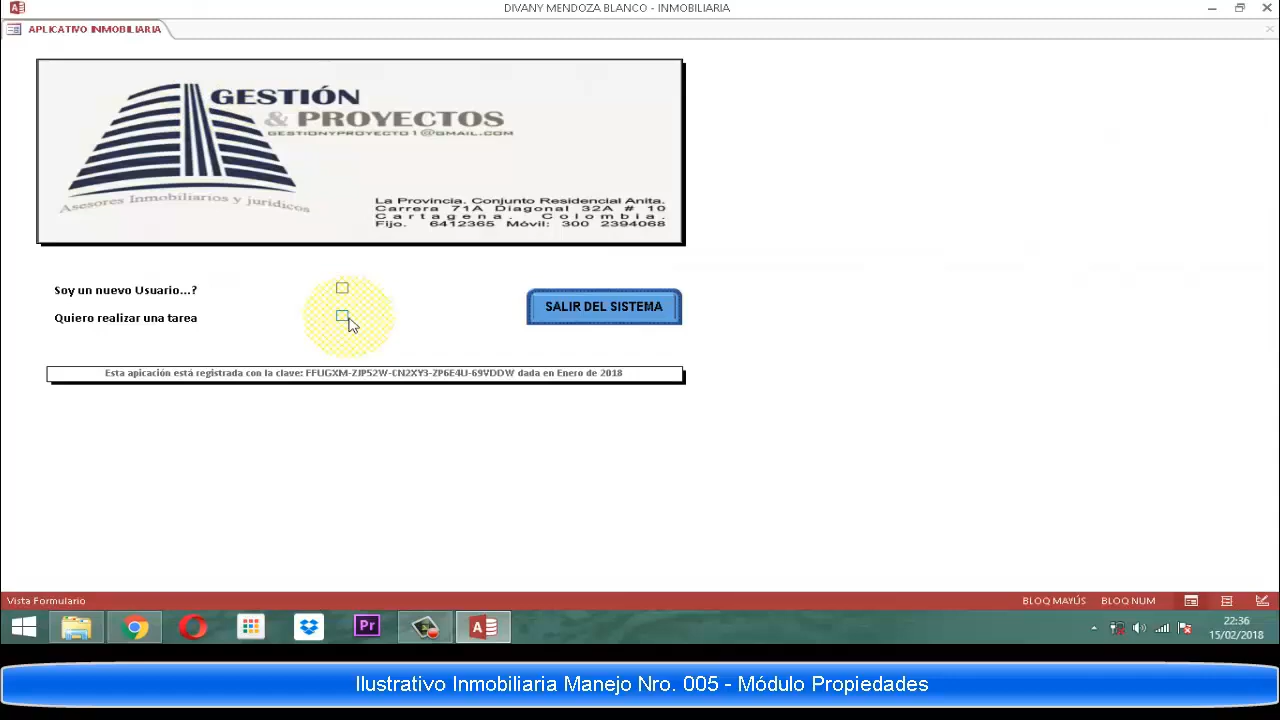 DIVANY MENDOZA BLANCO - INMOBILIARIA
APLICATIVO INMOBILIARIA
GESTIÓN
& PROYECTOS
GESTIONYPROYECTO1@GMAIL.COM
Asesores Inmobiliarios y jurídicos
La Provincia. Conjunto Residencial Anita.
Carrera 71A Diagonal 32A # 10
Cartagena. Colombia.
Fijo. 6412365 Móvil: 300 2394068
Soy un nuevo Usuario...?
Quiero realizar una tarea
SALIR DEL SISTEMA
Esta apicación está registrada con la clave: FFUGXM-ZJP52W-CN2XY3-ZP6E4U-69VDDW dada en Enero de 2018
Vista Formulario
BLOQ MAYÚS BLOQ NUM
Pr
22:36
15/02/2018
Ilustrativo Inmobiliaria Manejo Nro. 005 - Módulo Propiedades